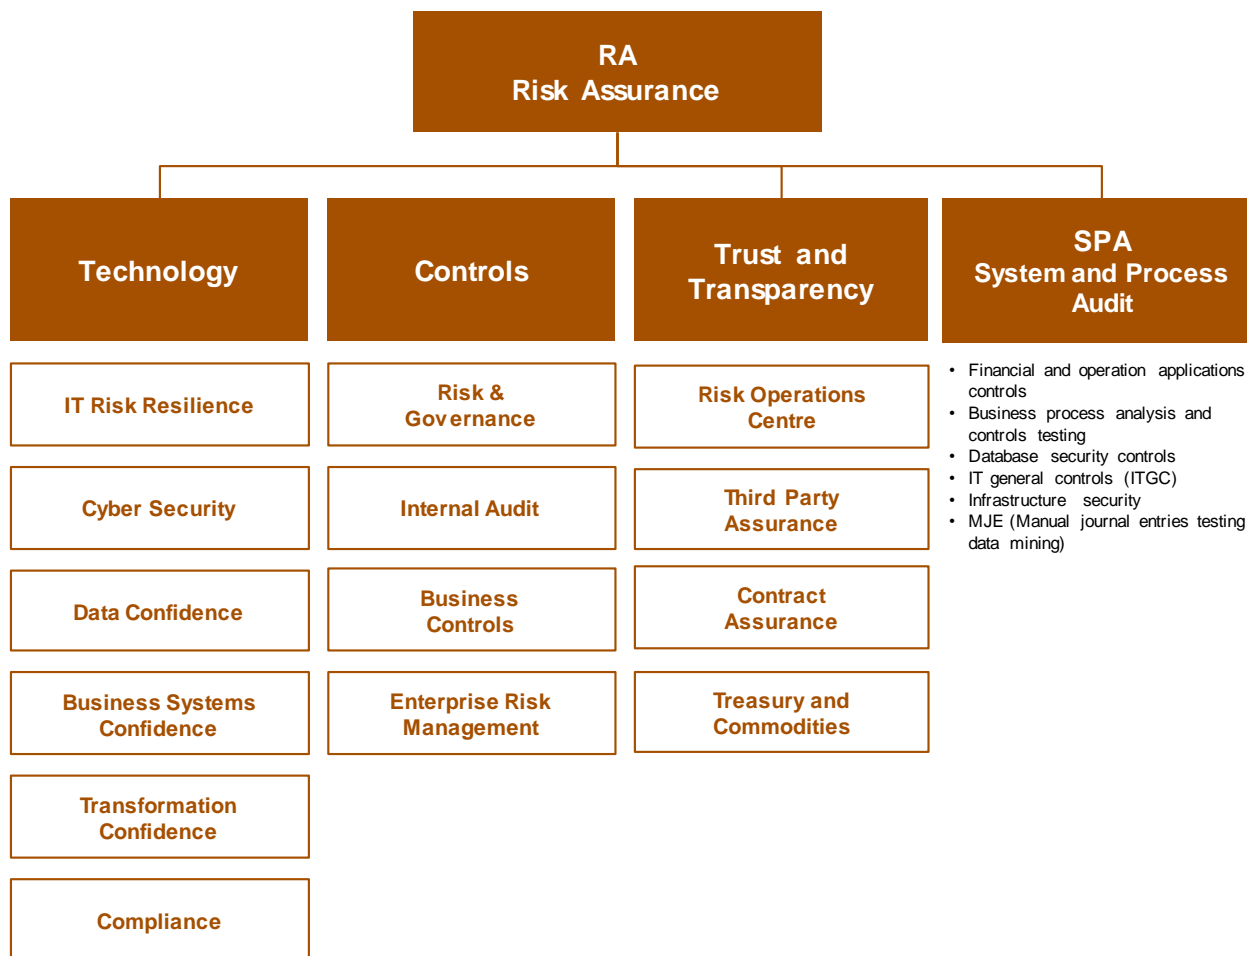 RA
Risk Assurance
Technology
Controls
Trust and
Transparency
SPA
System and Process
Audit
IT Risk Resilience
Cyber Security
Data Confidence
Business Systems
Confidence
Transformation
Confidence
Compliance
Risk &
Governance
Internal Audit
Business
Controls
Enterprise Risk
Management
Risk Operations
Centre
Third Party
Assurance
Contract
Assurance
Treasury and
Commodities
• Financial and operation applications
controls
• Business process analysis and
controls testing
• Database security controls
• IT general controls (ITGC)
• Infrastructure security
• MJE (Manual journal entries testing
data mining)